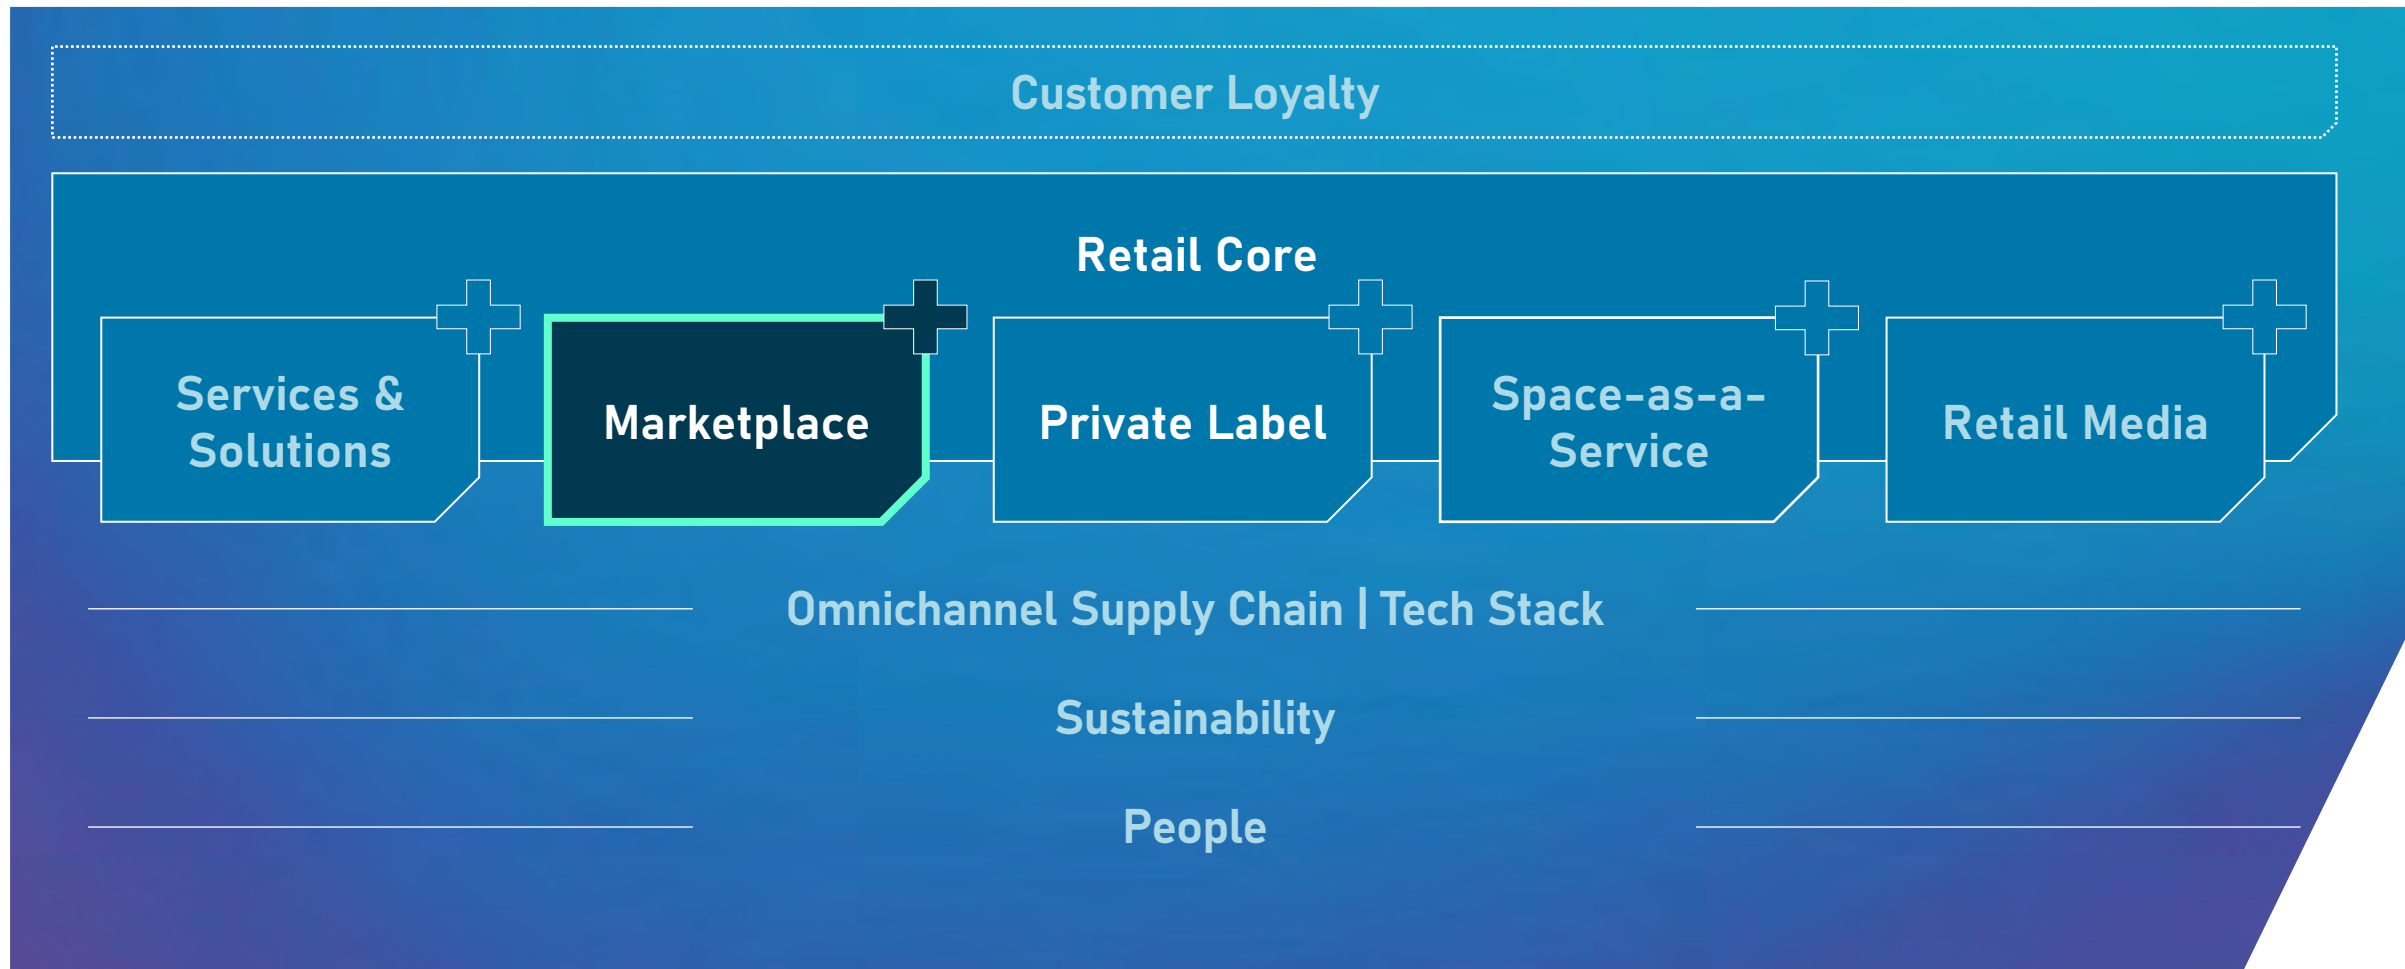 Customer Loyalty
Retail Core
Services &
Solutions
Marketplace
Private Label
Space-as-a-
Service
Retail Media
Omnichannel Supply Chain | Tech Stack
Sustainability
People